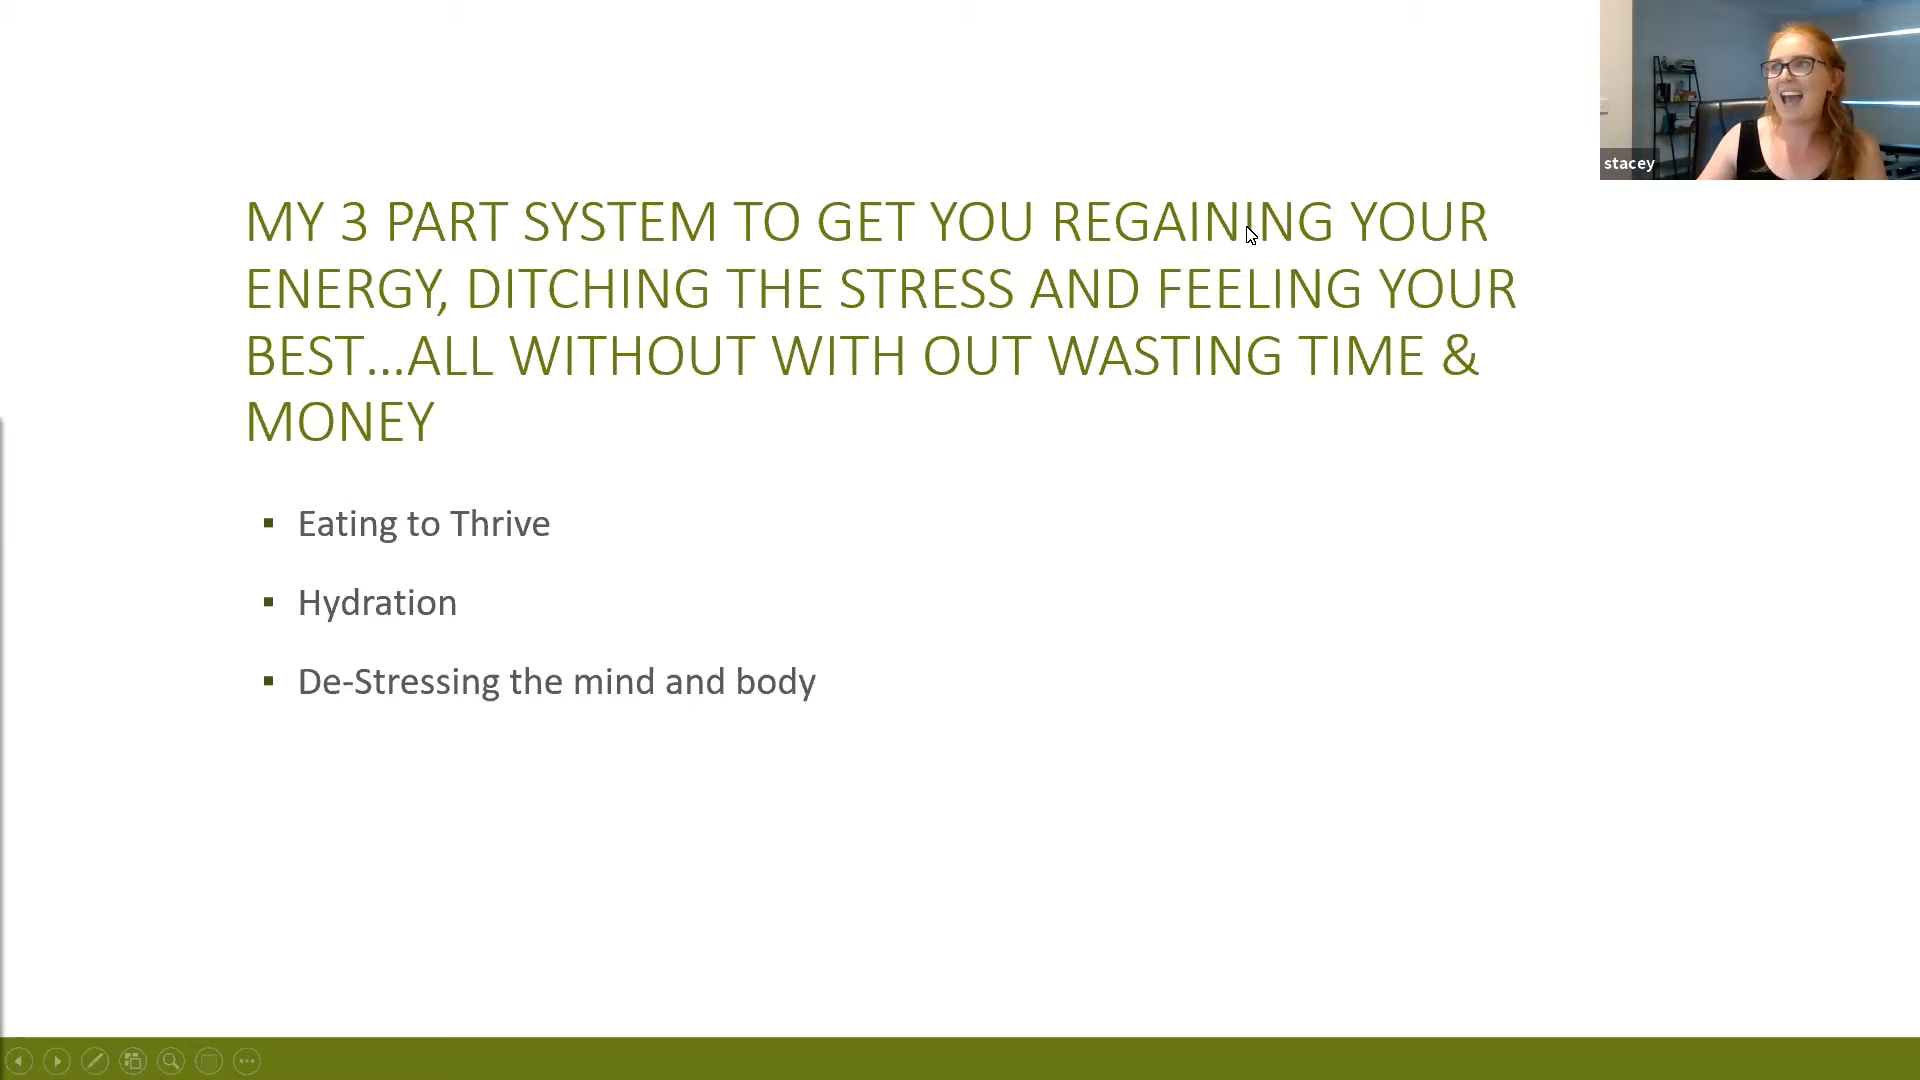 stacey
MY 3 PART SYSTEM TO GET YOU REGAINING YOUR
ENERGY, DITCHING THE STRESS AND FEELING YOUR
BEST...ALL WITHOUT WITH OUT WASTING TIME &
MONEY
▪ Eating to Thrive
▪ Hydration
▪ De-Stressing the mind and body